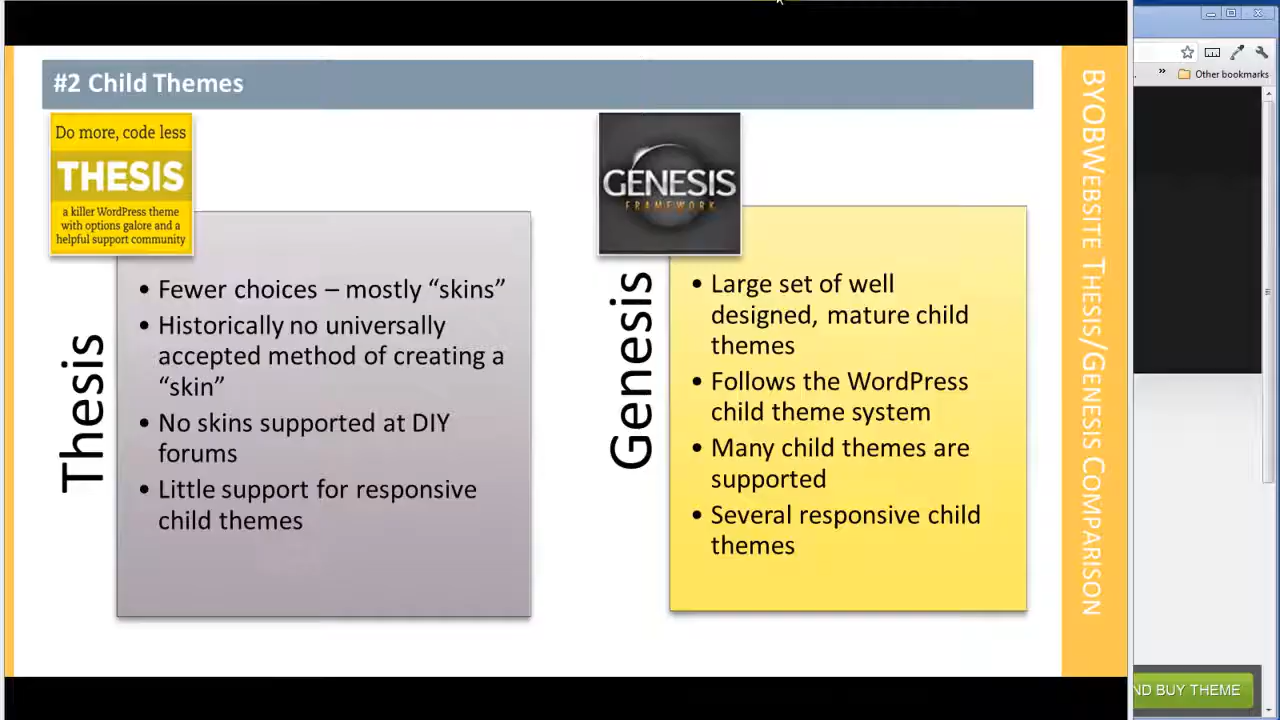 #2 Child Themes
Do more, code less
THESIS
a killer WordPress theme
with options galore and a
helpful support community
Thesis
• Fewer choices – mostly “skins”
• Historically no universally
accepted method of creating a
“skin”
• No skins supported at DIY
forums
• Little support for responsive
child themes
GENESIS
FRAMEWORK
Genesis
• Large set of well
designed, mature child
themes
• Follows the WordPress
child theme system
• Many child themes are
supported
• Several responsive child
themes
BYOBWEBSITE THESIS/GENESIS COMPARISON
» Other bookmarks
ND BUY THEME